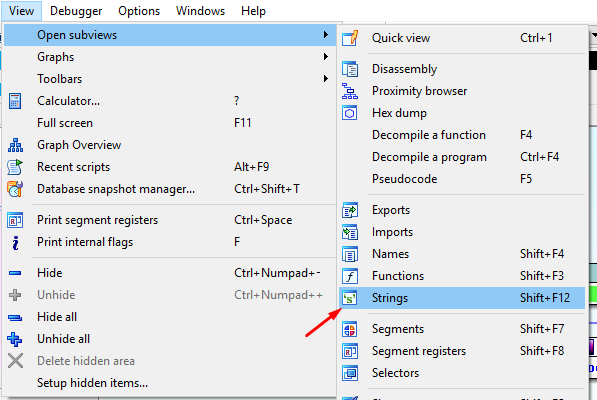 View Debugger Options Windows Help
Open subviews
Graphs
Toolbars
Calculator... ?
Full screen F11
Graph Overview
Recent scripts Alt+F9
Database snapshot manager... Ctrl+Shift+T
Print segment registers Ctrl+Space
Print internal flags F
Hide Ctrl+Numpad+-
Unhide Ctrl+Numpad++
Hide all
Unhide all
Delete hidden area
Setup hidden items...
Quick view Ctrl+1
Disassembly
Proximity browser
Hex dump
Decompile a function F4
Decompile a program Ctrl+F4
Pseudocode F5
Exports
Imports
Names Shift+F4
Functions Shift+F3
Strings Shift+F12
Segments Shift+F7
Segment registers Shift+F8
Selectors